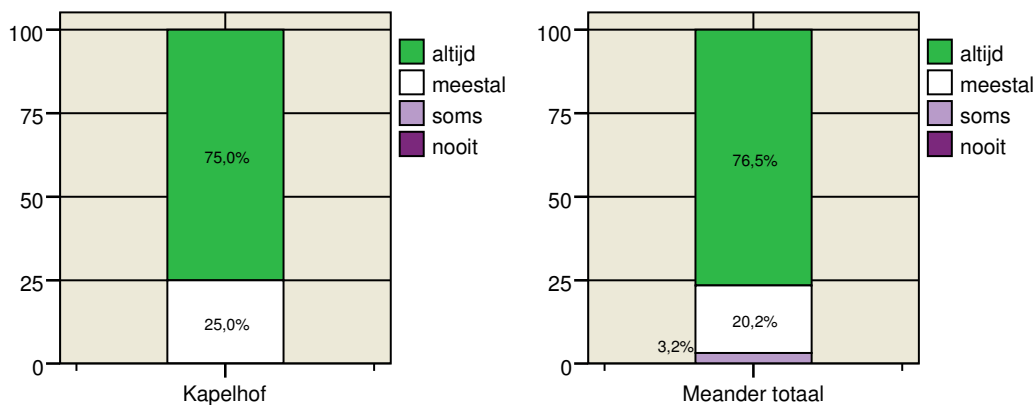 100
75
50
25
0
75,0%
25,0%
Kapelhof
altijd
meestal
soms
nooit
100
75
50
25
0
76,5%
20,2%
3,2%
Meander totaal
altijd
meestal
soms
nooit